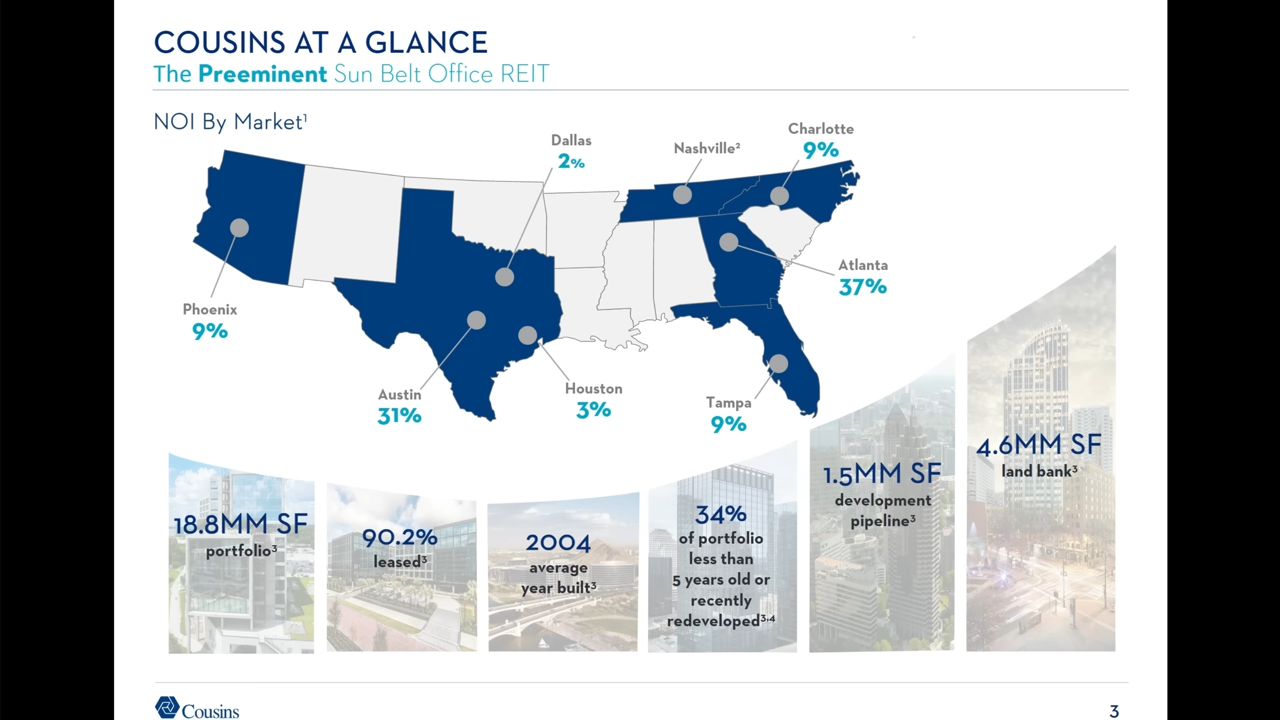 COUSINS AT A GLANCE
The Preeminent Sun Belt Office REIT
NOI By Market¹
Dallas
2%
Nashville²
Charlotte
9%
Atlanta
37%
Phoenix
9%
Austin
31%
Houston
3%
Tampa
9%
18.8MM SF
portfolio³
90.2%
leased³
2004
average
year built³
34%
of portfolio
less than
5 years old or
recently
redeveloped³,⁴
1.5MM SF
development
pipeline³
4.6MM SF
land bank³
Cousins
3